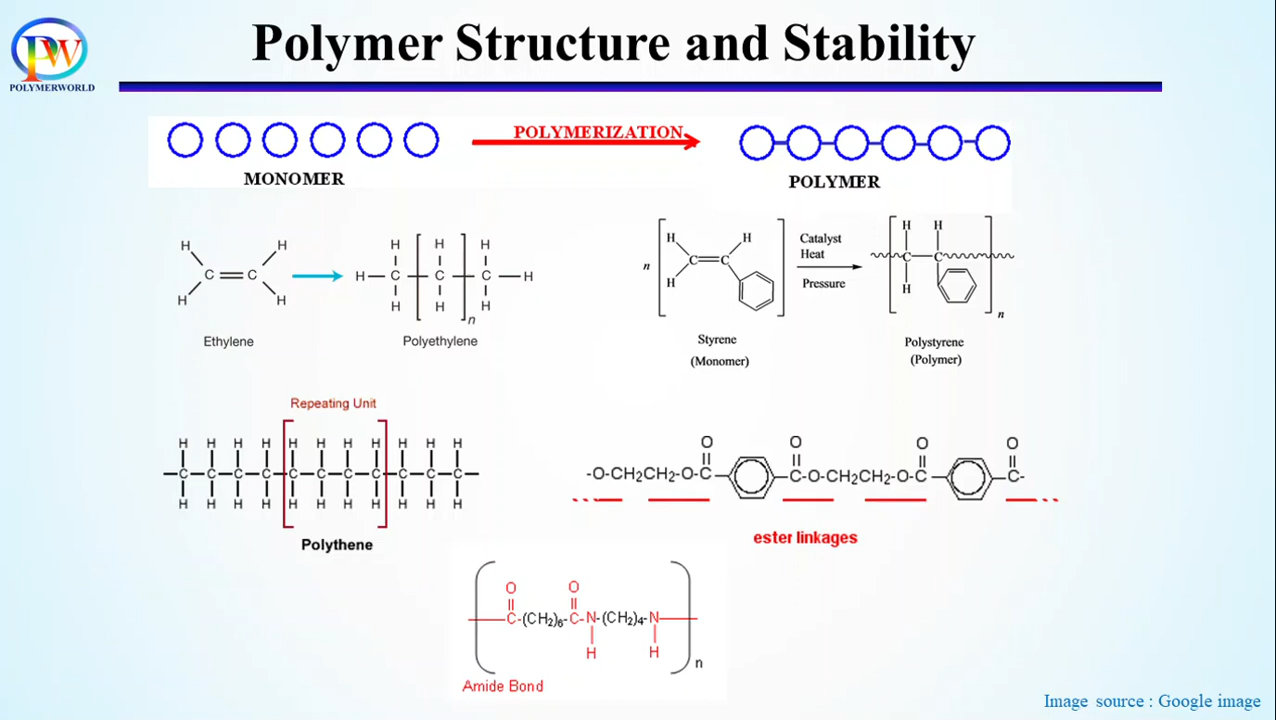 Polymer Structure and Stability
PW
POLYMERWORLD
POLYMERIZATION
MONOMER
POLYMER
H H
C=C
H H
Ethylene
H H H
H-C-C-C-H
H H H
n
Polyethylene
n
H H
C=C
H
Styrene
(Monomer)
Catalyst
Heat
Pressure
H H
C-C
H
n
Polystyrene
(Polymer)
Repeating Unit
H H H H H H H H H H H
-C-C-C-C-C-C-C-C-C-C-C-
H H H H H H H H H H H
Polythene
O O O O
-O-CH₂CH₂-O-C C-O-CH₂CH₂-O-C C-
ester linkages
O O
C-(CH₂)₆-C-N-(CH₂)₄-N
H H
n
Amide Bond
Image source : Google image